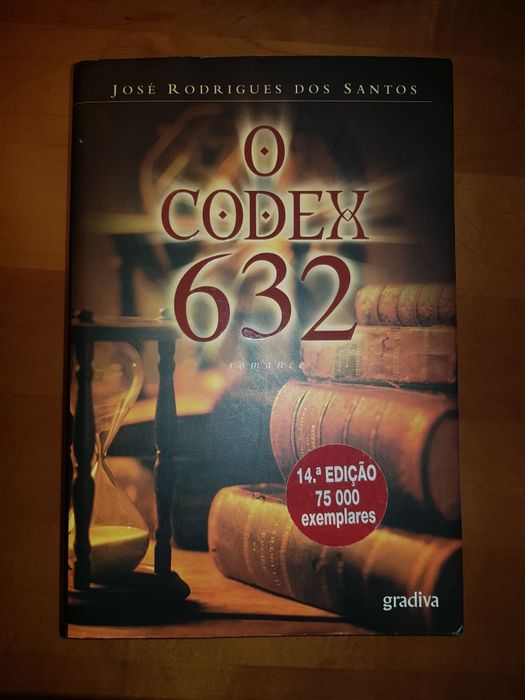 JOSÉ RODRIGUES DOS SANTOS
O
CODEX
632
romance
14.ª EDIÇÃO
75 000
exemplares
gradiva